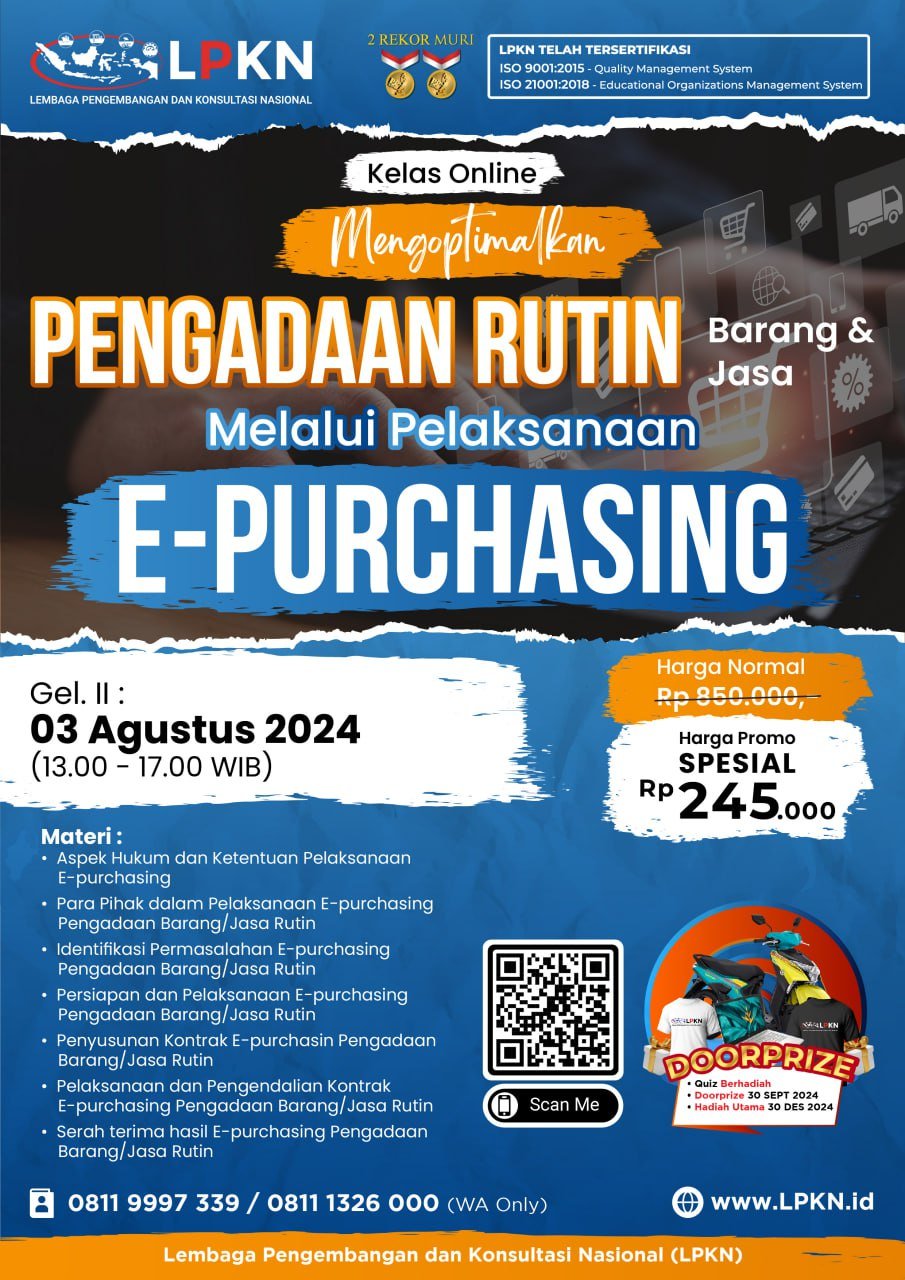 LPKN
LEMBAGA PENGEMBANGAN DAN KONSULTASI NASIONAL
2 REKOR MURI
LPKN TELAH TERSERTIFIKASI
ISO 9001:2015 - Quality Management System
ISO 21001:2018 - Educational Organizations Management System
Kelas Online
Mengoptimalkan
PENGADAAN RUTIN
Barang &
Jasa
Melalui Pelaksanaan
E-PURCHASING
Gel. II :
03 Agustus 2024
(13.00 - 17.00 WIB)
Harga Normal
Rp 850.000,-
Harga Promo
SPESIAL
Rp 245.000
Materi :
• Aspek Hukum dan Ketentuan Pelaksanaan
E-purchasing
• Para Pihak dalam Pelaksanaan E-purchasing
Pengadaan Barang/Jasa Rutin
• Identifikasi Permasalahan E-purchasing
Pengadaan Barang/Jasa Rutin
• Persiapan dan Pelaksanaan E-purchasing
Pengadaan Barang/Jasa Rutin
• Penyusunan Kontrak E-purchasin Pengadaan
Barang/Jasa Rutin
• Pelaksanaan dan Pengendalian Kontrak
E-purchasing Pengadaan Barang/Jasa Rutin
• Serah terima hasil E-purchasing Pengadaan
Barang/Jasa Rutin
Scan Me
LPKN
LPKN
DOORPRIZE
• Quiz Berhadiah
• Doorprize 30 SEPT 2024
• Hadiah Utama 30 DES 2024
0811 9997 339 / 0811 1326 000 (WA Only)
www.LPKN.id
Lembaga Pengembangan dan Konsultasi Nasional (LPKN)